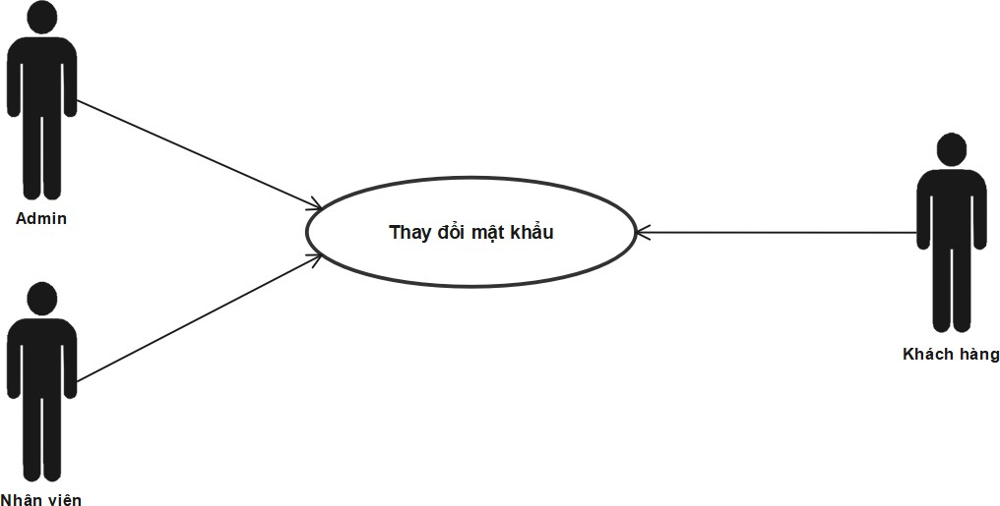 Admin
Thay đổi mật khẩu
Khách hàng
Nhân viên